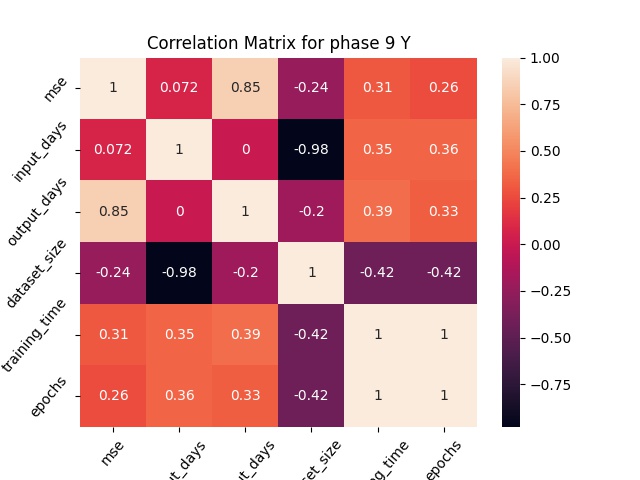 Correlation Matrix for phase 9 Y
mse 1 0.072 0.85 -0.24 0.31 0.26
input_days 0.072 1 0 -0.98 0.35 0.36
output_days 0.85 0 1 -0.2 0.39 0.33
dataset_size -0.24 -0.98 -0.2 1 -0.42 -0.42
training_time 0.31 0.35 0.39 -0.42 1 1
epochs 0.26 0.36 0.33 -0.42 1 1
mse ut_days ut_days set_size ng_time epochs
1.00
0.75
0.50
0.25
0.00
−0.25
−0.50
−0.75